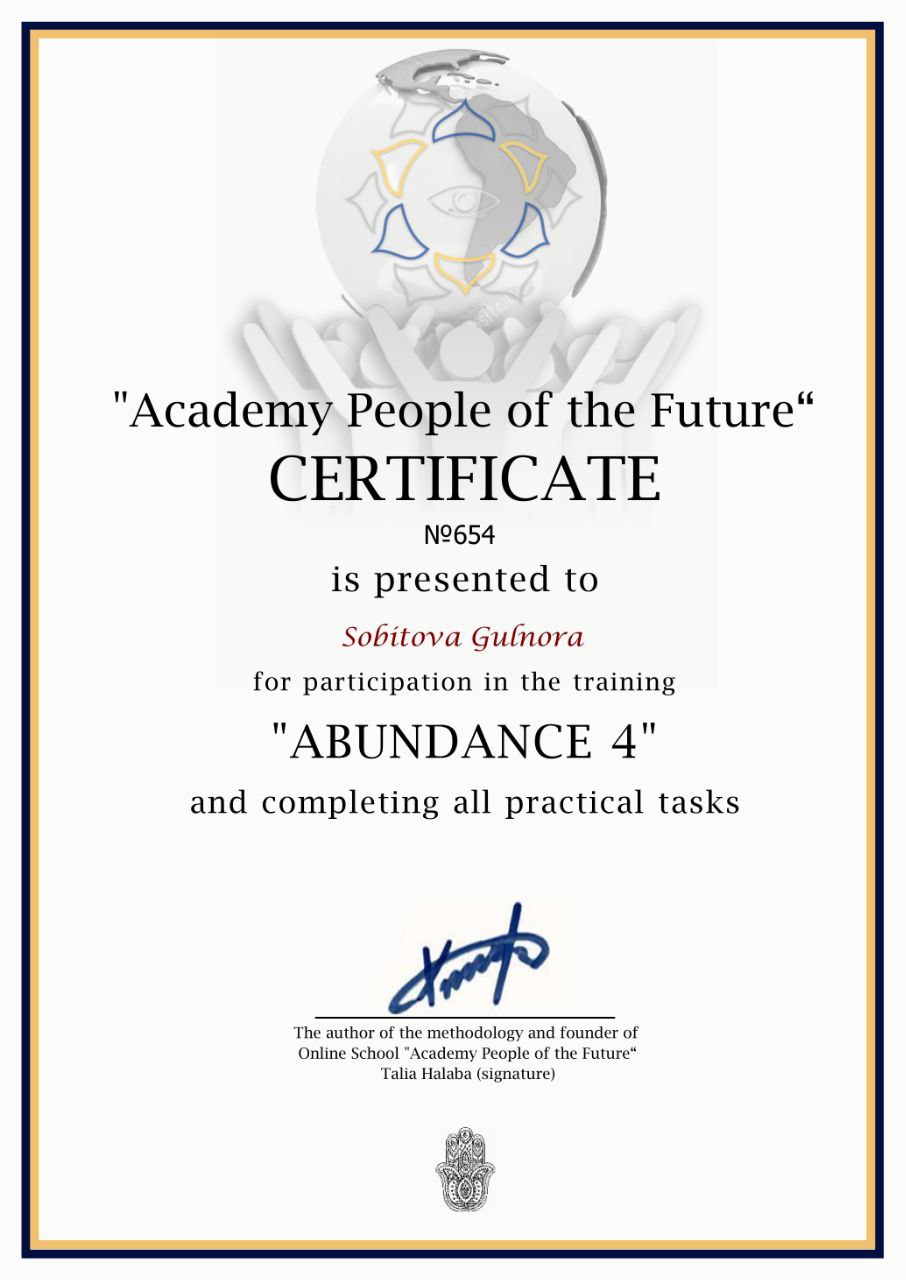 "Academy People of the Future“
CERTIFICATE
№654
is presented to
Sobitova Gulnora
for participation in the training
"ABUNDANCE 4"
and completing all practical tasks
The author of the methodology and founder of
Online School "Academy People of the Future“
Talia Halaba (signature)